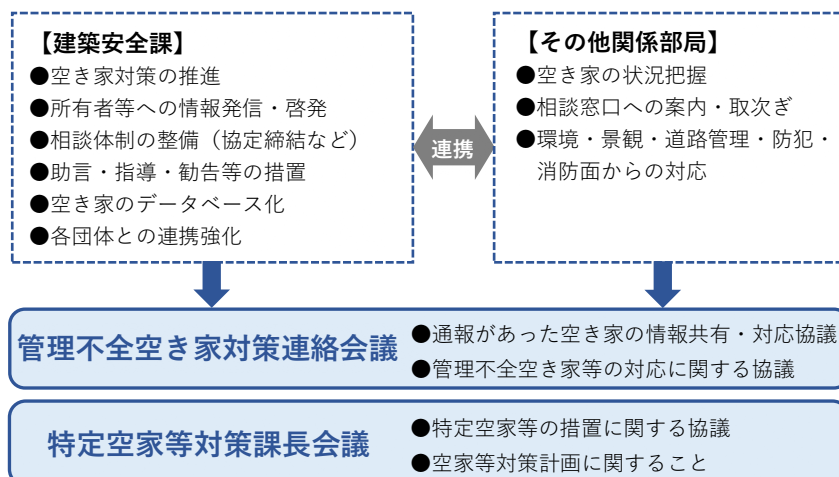 【建築安全課】
●空き家対策の推進
●所有者等への情報発信・啓発
●相談体制の整備（協定締結など）
●助言・指導・勧告等の措置
●空き家のデータベース化
●各団体との連携強化
連携
【その他関係部局】
●空き家の状況把握
●相談窓口への案内・取次ぎ
●環境・景観・道路管理・防犯・
消防面からの対応
管理不全空き家対策連絡会議
●通報があった空き家の情報共有・対応協議
●管理不全空き家等の対応に関する協議
特定空家等対策課長会議
●特定空家等の措置に関する協議
●空家等対策計画に関すること